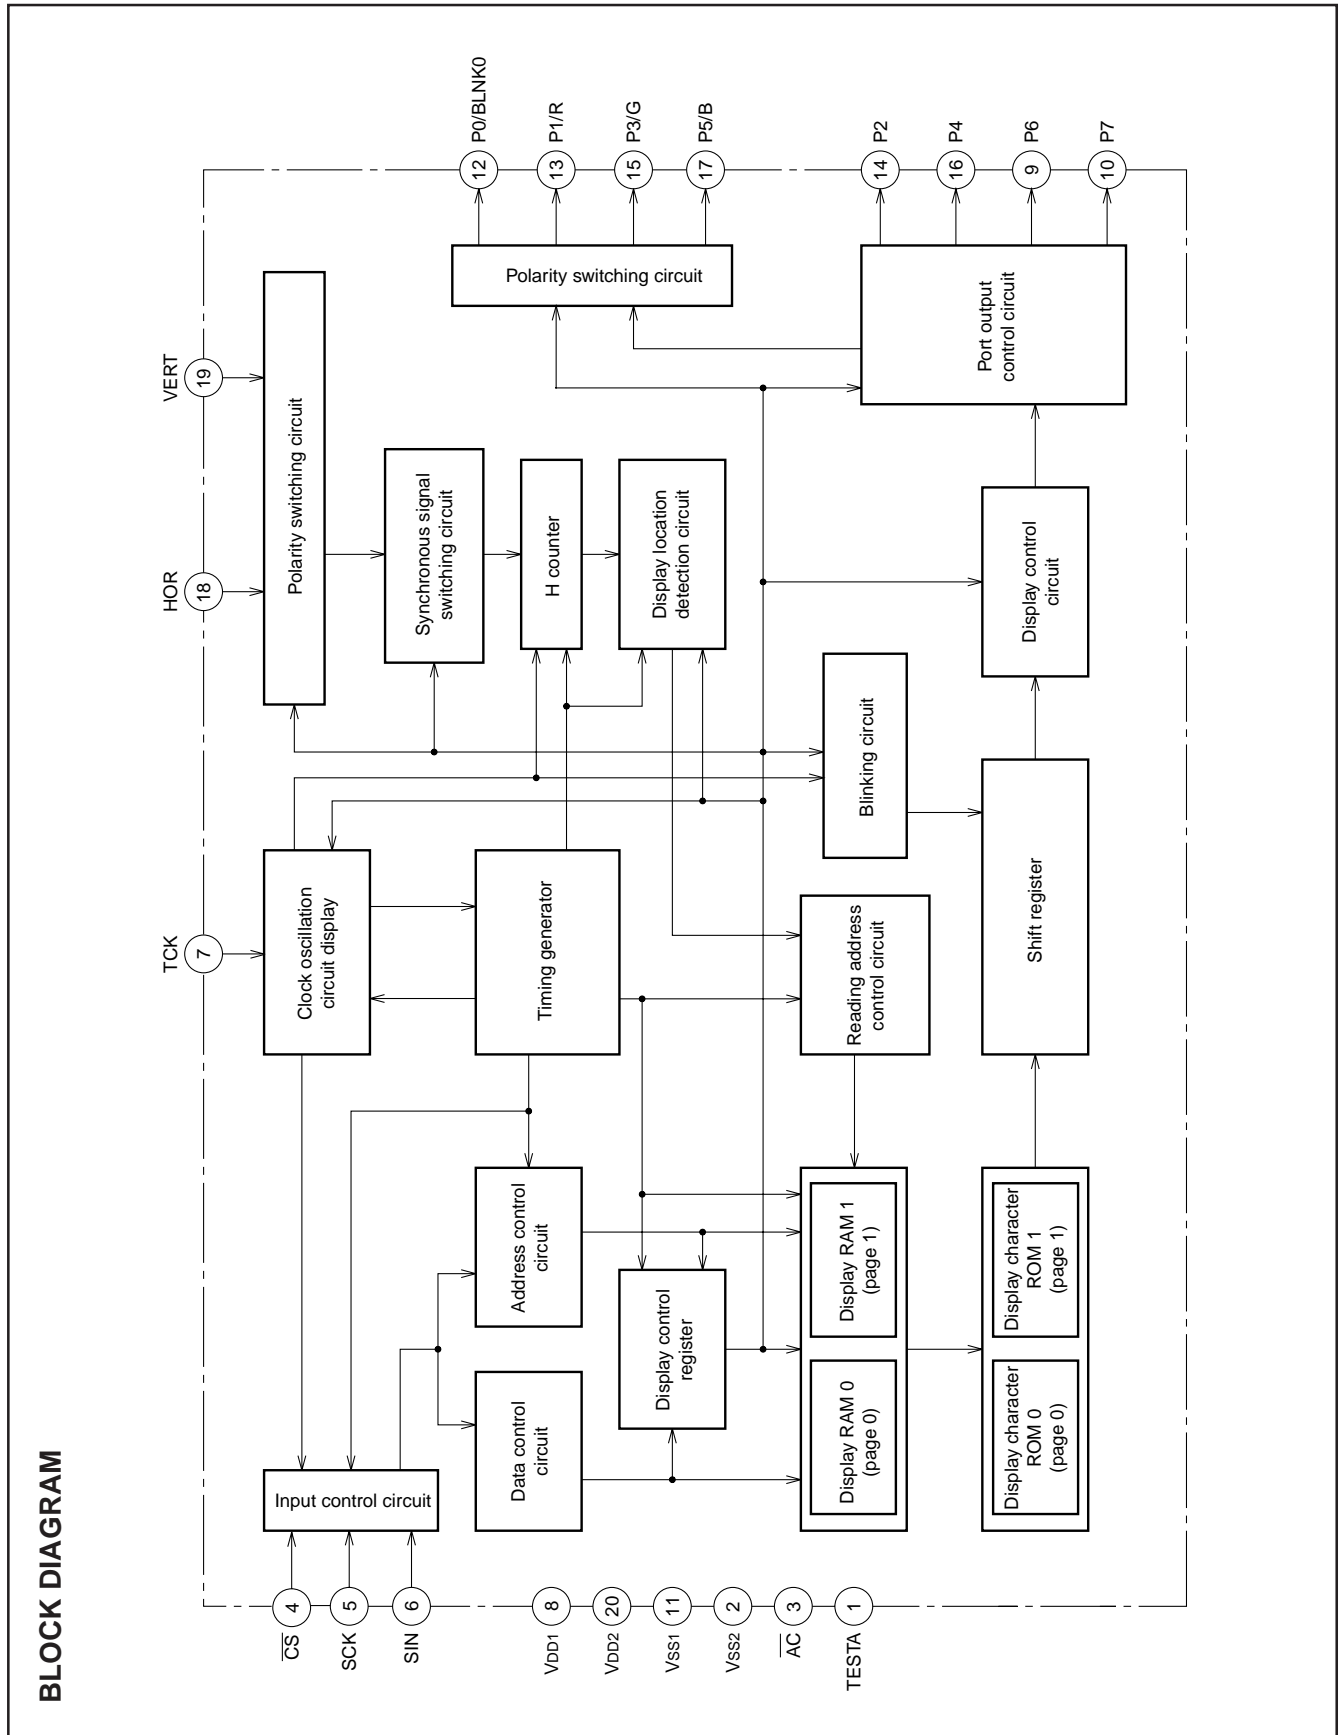 BLOCK DIAGRAM
CS
4
SCK
5
SIN
6
VDD1
8
VDD2
20
VSS1
11
VSS2
2
AC
3
TESTA
1
TCK
7
HOR
18
VERT
19
Input control circuit
Clock oscillation
circuit display
Polarity switching circuit
Data control
circuit
Address control
circuit
Timing generator
Synchronous signal
switching circuit
H counter
Display location
detection circuit
Display control
register
Polarity switching circuit
12
P0/BLNK0
13
P1/R
15
P3/G
17
P5/B
Display RAM 0
(page 0)
Display RAM 1
(page 1)
Reading address
control circuit
Blinking circuit
Port output
control circuit
14
P2
16
P4
9
P6
10
P7
Display character
ROM 0
(page 0)
Display character
ROM 1
(page 1)
Shift register
Display control
circuit